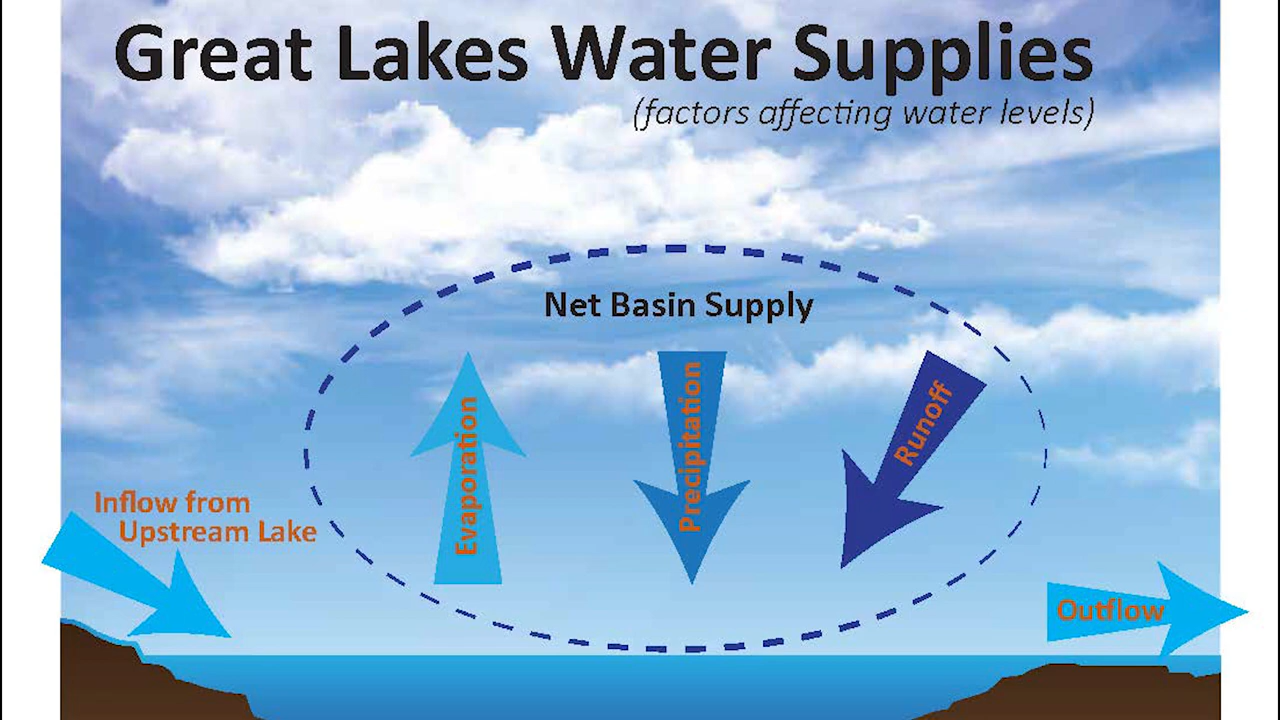 Great Lakes Water Supplies
(factors affecting water levels)
Net Basin Supply
Evaporation
Precipitation
Runoff
Inflow from
Upstream Lake
Outflow